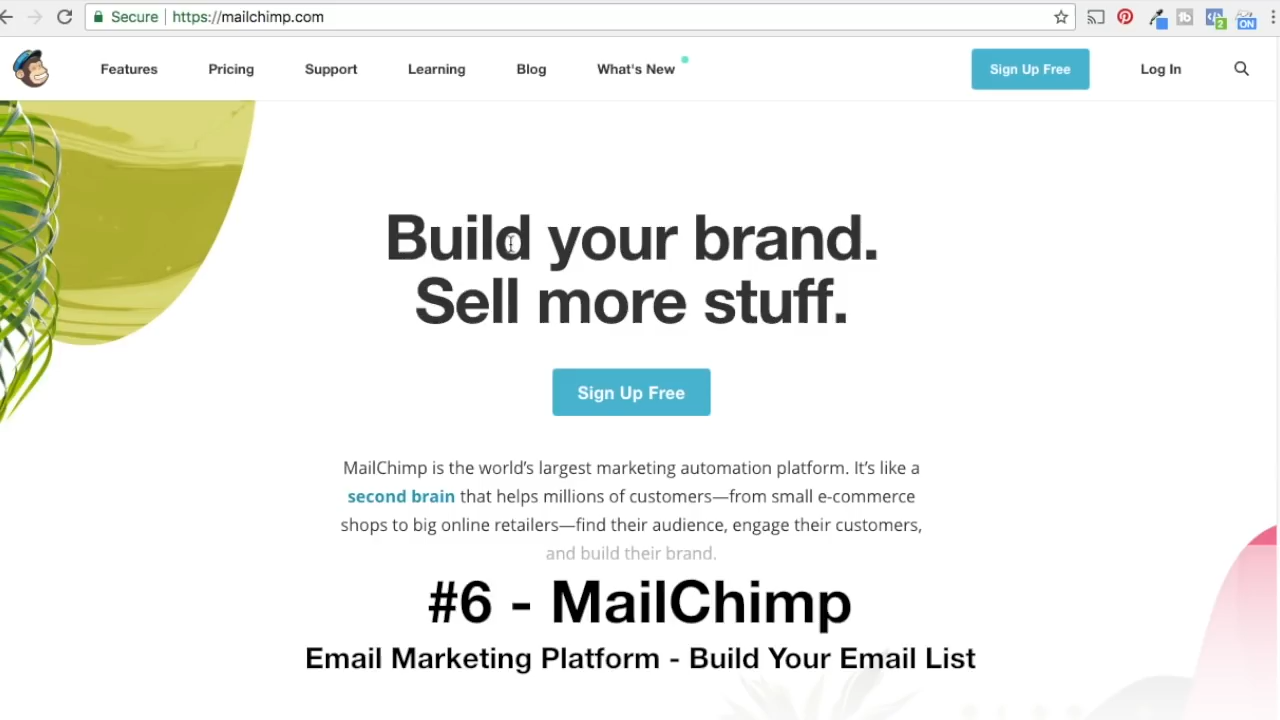 Secure https://mailchimp.com
2
ON
Features Pricing Support Learning Blog What's New Sign Up Free Log In
Build your brand.
Sell more stuff.
Sign Up Free
MailChimp is the world's largest marketing automation platform. It's like a
second brain that helps millions of customers—from small e-commerce
shops to big online retailers—find their audience, engage their customers,
and build their brand.
#6 - MailChimp
Email Marketing Platform - Build Your Email List